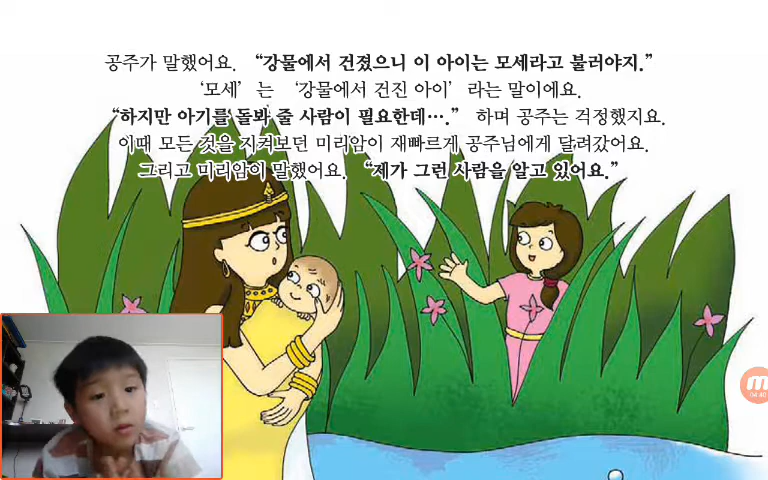 공주가 말했어요. “강물에서 건졌으니 이 아이는 모세라고 불러야지.”
‘모세’ 는 ‘강물에서 건진 아이’ 라는 말이에요.
“하지만 아기를 돌봐 줄 사람이 필요한데….” 하며 공주는 걱정했지요.
이때 모든 것을 지켜보던 미리암이 재빠르게 공주님에게 달려갔어요.
그리고 미리암이 말했어요. “제가 그런 사람을 알고 있어요.”
m
04:40